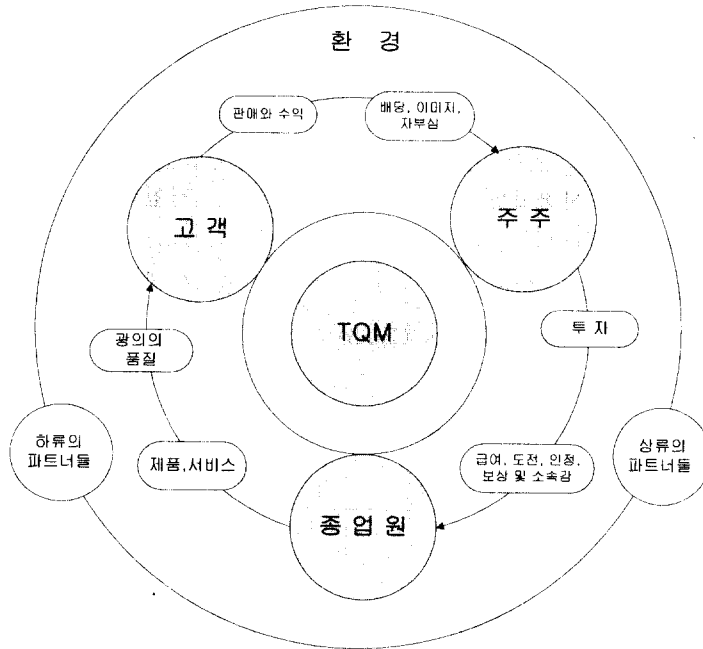 환 경
판매와 수익
배당, 이미지,
자부심
고 객
주 주
TQM
광의의
품질
투 자
하류의
파트너들
상류의
파트너들
제품,서비스
급여, 도전, 인정,
보상 및 소속감
종 업 원